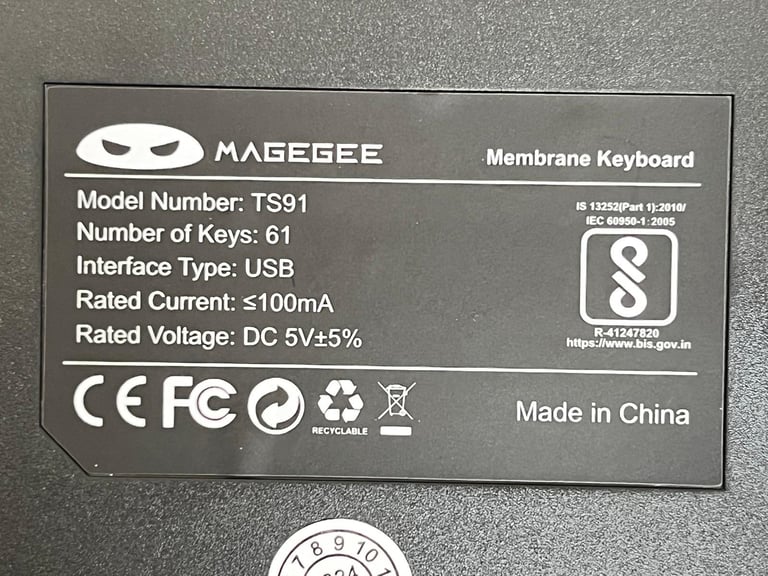 MAGEGEE
Membrane Keyboard
Model Number: TS91
Number of Keys: 61
Interface Type: USB
Rated Current: ≤100mA
Rated Voltage: DC 5V±5%
IS 13252(Part 1):2010/
IEC 60950-1:2005
R-41247820
https://www.bis.gov.in
CE FC
RECYCLABLE
Made in China
7 8 9 10